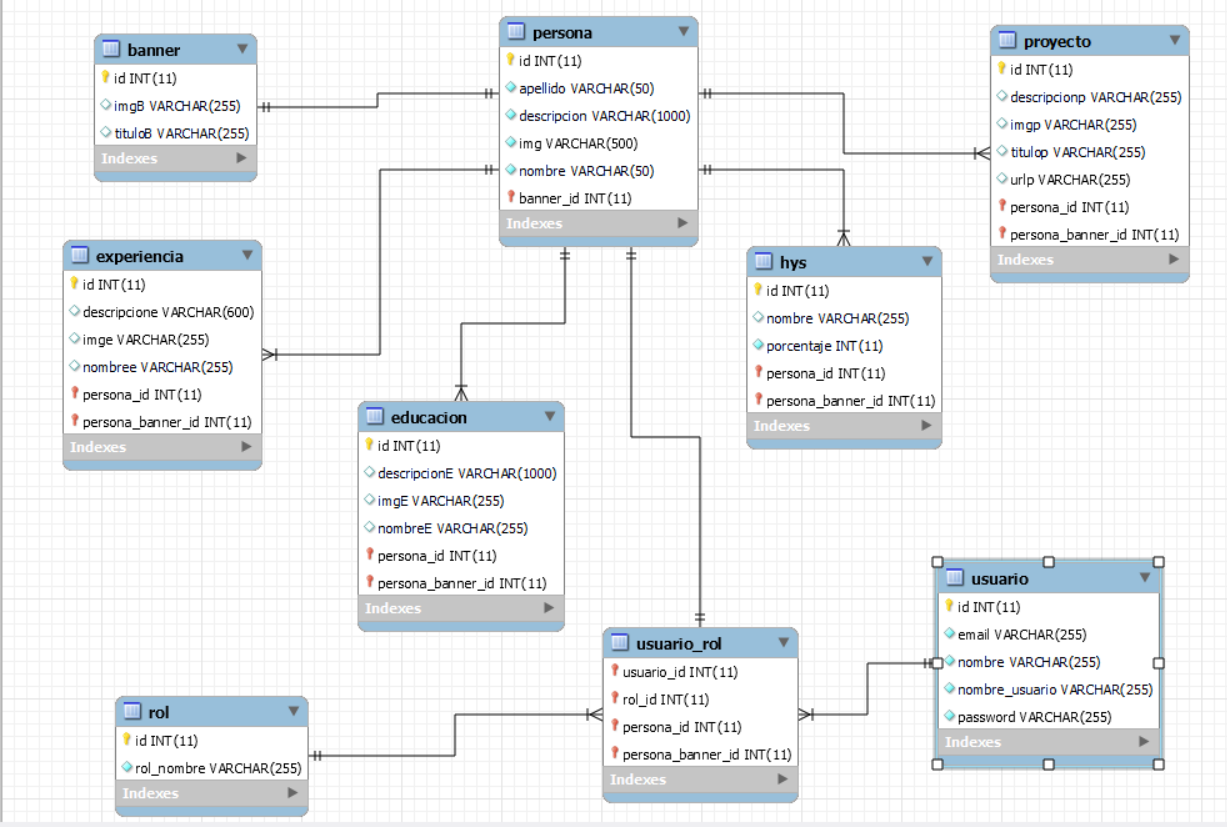 banner
id INT(11)
imgB VARCHAR(255)
tituloB VARCHAR(255)
Indexes
persona
id INT(11)
apellido VARCHAR(50)
descripcion VARCHAR(1000)
img VARCHAR(500)
nombre VARCHAR(50)
banner_id INT(11)
Indexes
proyecto
id INT(11)
descripcionp VARCHAR(255)
imgp VARCHAR(255)
titulop VARCHAR(255)
urlp VARCHAR(255)
persona_id INT(11)
persona_banner_id INT(11)
Indexes
experiencia
id INT(11)
descripcione VARCHAR(600)
imge VARCHAR(255)
nombree VARCHAR(255)
persona_id INT(11)
persona_banner_id INT(11)
Indexes
hys
id INT(11)
nombre VARCHAR(255)
porcentaje INT(11)
persona_id INT(11)
persona_banner_id INT(11)
Indexes
educacion
id INT(11)
descripcionE VARCHAR(1000)
imgE VARCHAR(255)
nombreE VARCHAR(255)
persona_id INT(11)
persona_banner_id INT(11)
Indexes
usuario
id INT(11)
email VARCHAR(255)
nombre VARCHAR(255)
nombre_usuario VARCHAR(255)
password VARCHAR(255)
Indexes
usuario_rol
usuario_id INT(11)
rol_id INT(11)
persona_id INT(11)
persona_banner_id INT(11)
Indexes
rol
id INT(11)
rol_nombre VARCHAR(255)
Indexes